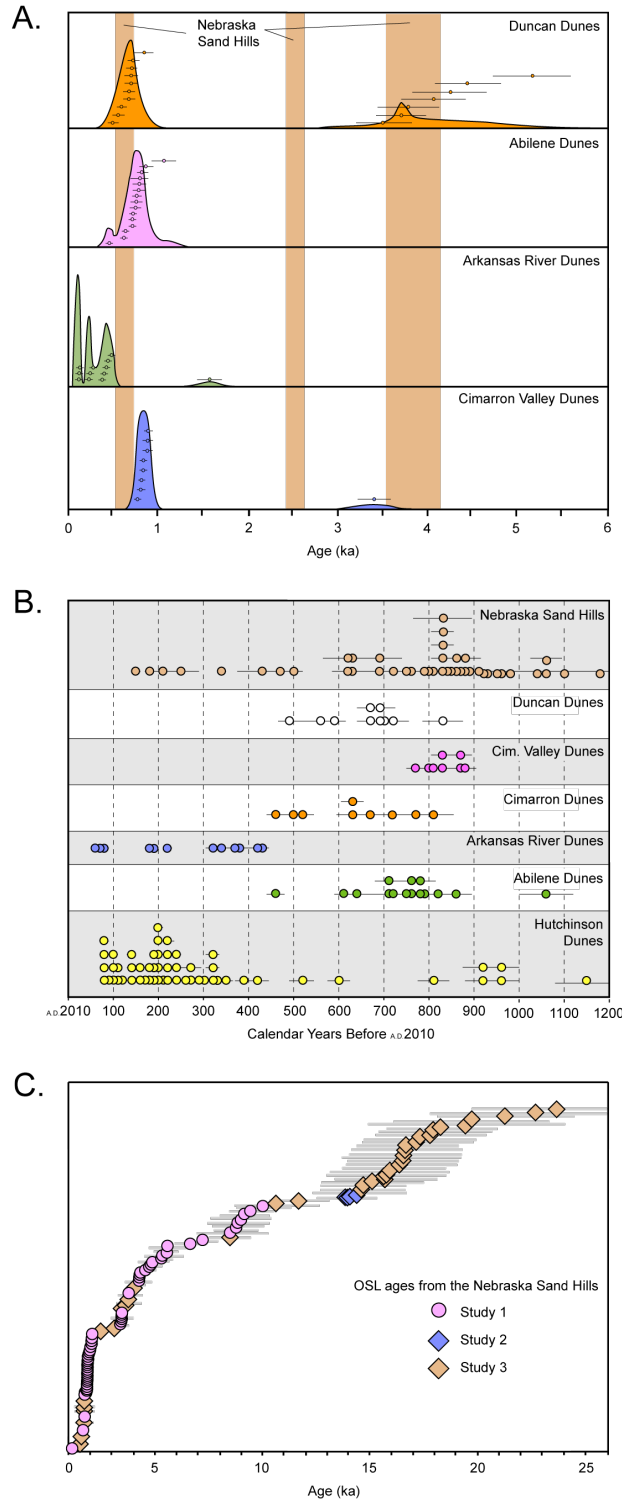 A.
Nebraska
Sand Hills
Duncan Dunes
Abilene Dunes
Arkansas River Dunes
Cimarron Valley Dunes
0 1 2 3 4 5 6
Age (ka)
B.
Nebraska Sand Hills
Duncan Dunes
Cim. Valley Dunes
Cimarron Dunes
Arkansas River Dunes
Abilene Dunes
Hutchinson
Dunes
A.D.2010 100 200 300 400 500 600 700 800 900 1000 1100 1200
Calendar Years Before A.D.2010
C.
OSL ages from the Nebraska Sand Hills
Study 1
Study 2
Study 3
0 5 10 15 20 25
Age (ka)